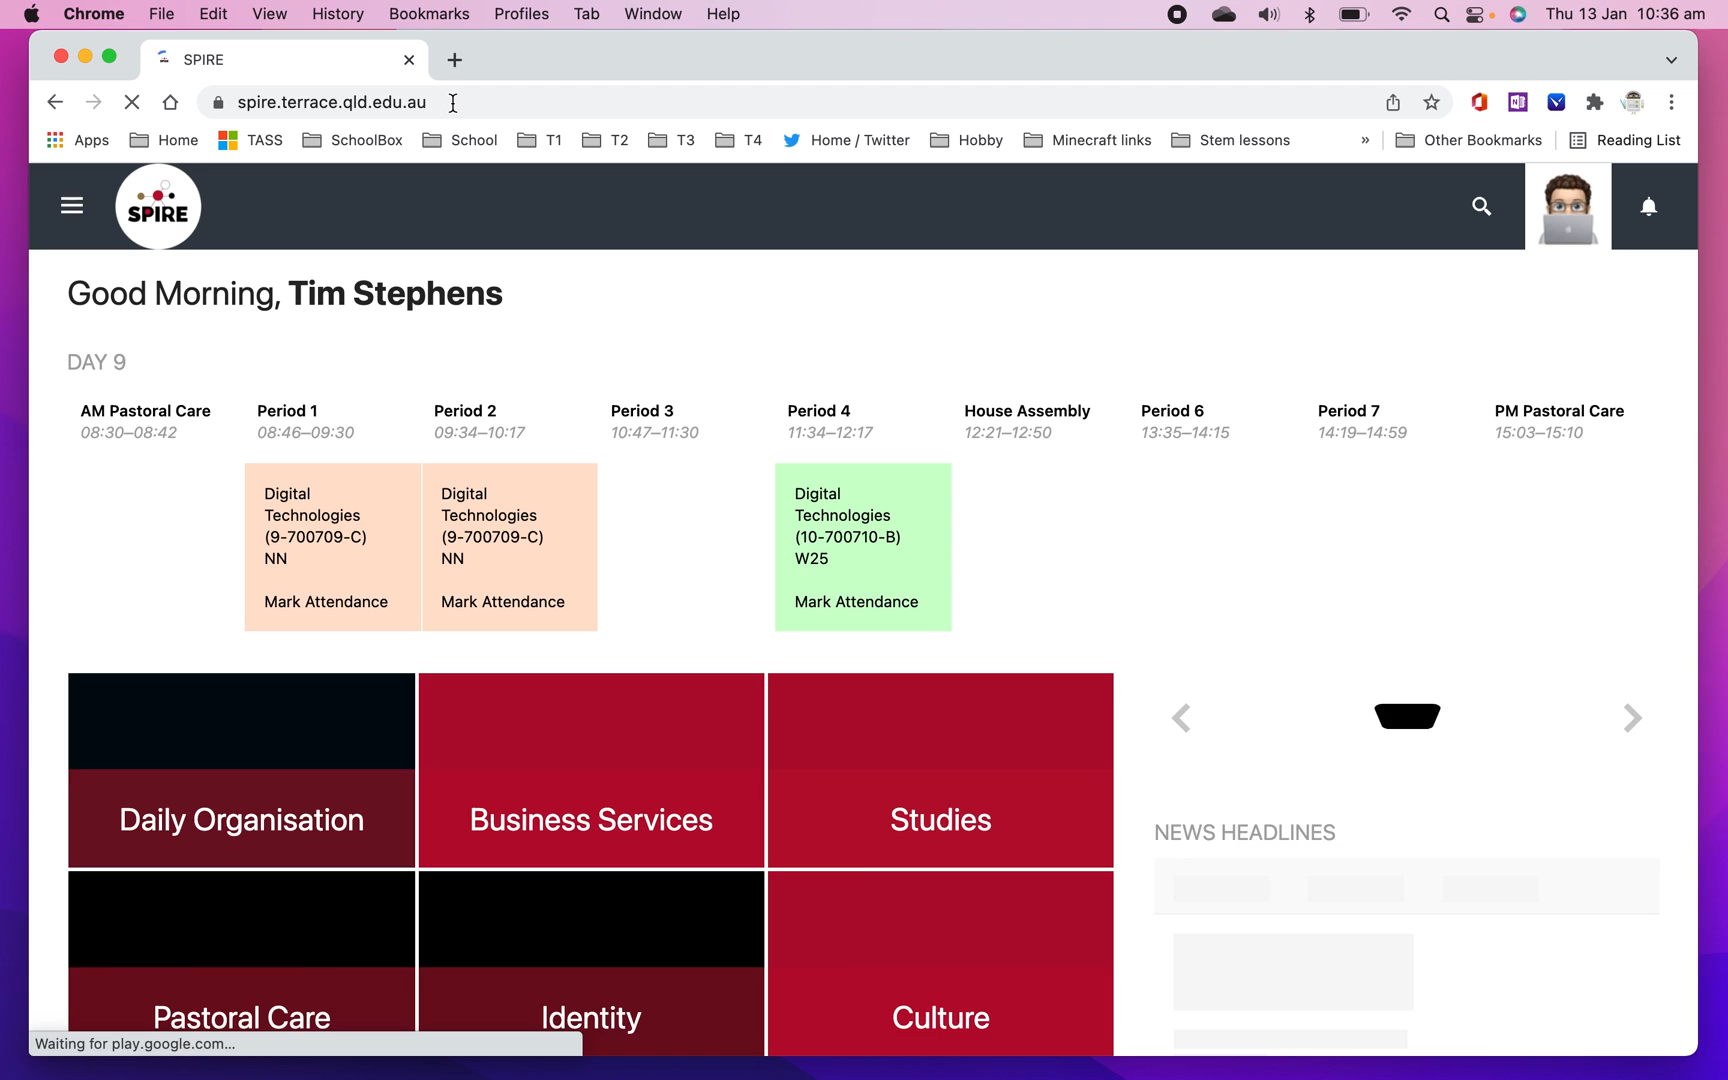 Chrome File Edit View History Bookmarks Profiles Tab Window Help Thu 13 Jan 10:36 am
SPIRE
spire.terrace.qld.edu.au
Apps Home TASS SchoolBox School T1 T2 T3 T4 Home / Twitter Hobby Minecraft links Stem lessons » Other Bookmarks Reading List
SPIRE
Good Morning, Tim Stephens
DAY 9
AM Pastoral Care Period 1 Period 2 Period 3 Period 4 House Assembly Period 6 Period 7 PM Pastoral Care
08:30–08:42 08:46–09:30 09:34–10:17 10:47–11:30 11:34–12:17 12:21–12:50 13:35–14:15 14:19–14:59 15:03–15:10
Digital Digital Digital
Technologies Technologies Technologies
(9-700709-C) (9-700709-C) (10-700710-B)
NN NN W25
Mark Attendance Mark Attendance Mark Attendance
Daily Organisation Business Services Studies
NEWS HEADLINES
Pastoral Care Identity Culture
Waiting for play.google.com...